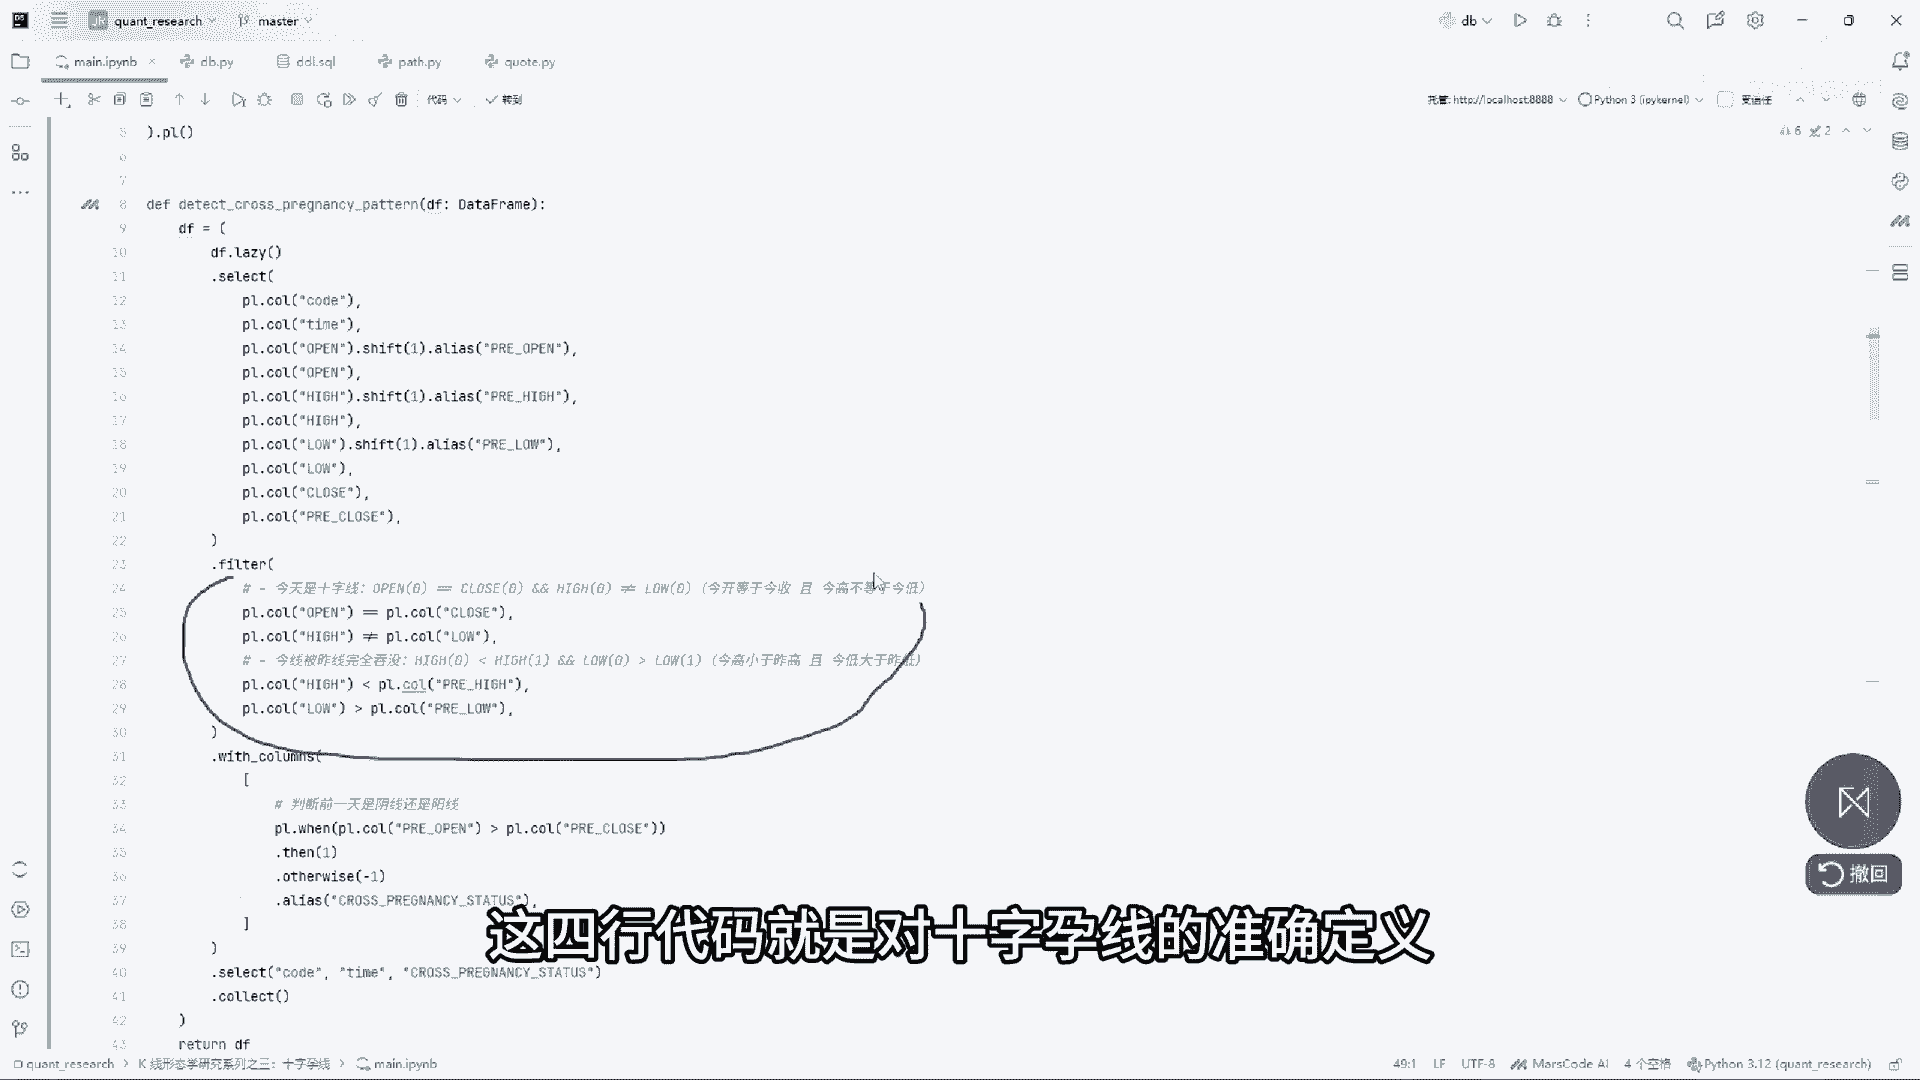 quant_research
master
db
main.ipynb
db.py
ddl.sql
path.py
quote.py
代码
转到
托管: http://localhost:8888
Python 3 (ipykernel)
受信任
6
2
5 ).pl()
6
7
8 def detect_cross_pregnancy_pattern(df: DataFrame):
9 df = (
10 df.lazy()
11 .select(
12 pl.col("code"),
13 pl.col("time"),
14 pl.col("OPEN").shift(1).alias("PRE_OPEN"),
15 pl.col("OPEN"),
16 pl.col("HIGH").shift(1).alias("PRE_HIGH"),
17 pl.col("HIGH"),
18 pl.col("LOW").shift(1).alias("PRE_LOW"),
19 pl.col("LOW"),
20 pl.col("CLOSE"),
21 pl.col("PRE_CLOSE"),
22 )
23 .filter(
24 # - 今天是十字线: OPEN(0) == CLOSE(0) && HIGH(0) ≠ LOW(0) (今开等于今收 且 今高不等于今低)
25 pl.col("OPEN") == pl.col("CLOSE"),
26 pl.col("HIGH") ≠ pl.col("LOW"),
27 # - 今线被昨线完全吞没: HIGH(0) < HIGH(1) && LOW(0) > LOW(1) (今高小于昨高 且 今低大于昨低)
28 pl.col("HIGH") < pl.col("PRE_HIGH"),
29 pl.col("LOW") > pl.col("PRE_LOW"),
30 )
31 .with_columns(
32 [
33 # 判断前一天是阴线还是阳线
34 pl.when(pl.col("PRE_OPEN") > pl.col("PRE_CLOSE"))
35 .then(1)
36 .otherwise(-1)
37 .alias("CROSS_PREGNANCY_STATUS"),
38 ]
39 )
40 .select("code", "time", "CROSS_PREGNANCY_STATUS")
41 .collect()
42 )
43 return df
撤回
这四行代码就是对十字孕线的准确定义
quant_research
K 线形态学研究系列之三：十字孕线
main.ipynb
49:1
LF
UTF-8
MarsCode AI
4 个空格
Python 3.12 (quant_research)